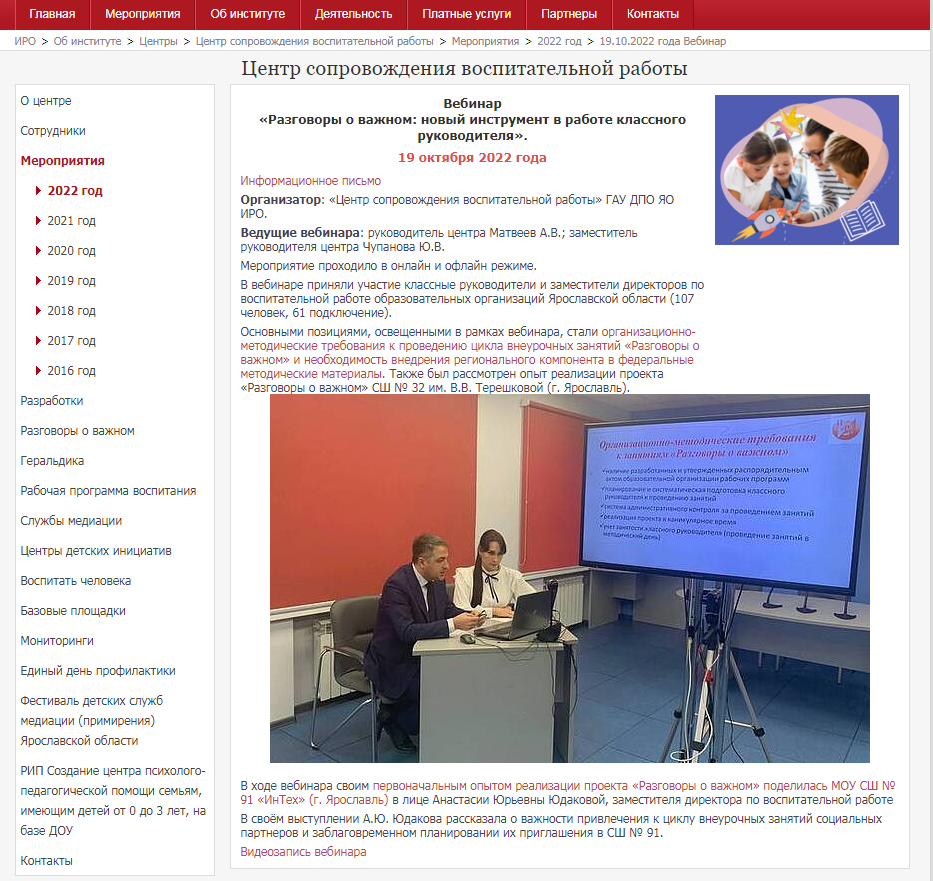 Главная Мероприятия Об институте Деятельность Платные услуги Партнеры Контакты
ИРО > Об институте > Центры > Центр сопровождения воспитательной работы > Мероприятия > 2022 год > 19.10.2022 года Вебинар
Центр сопровождения воспитательной работы
О центре
Сотрудники
Мероприятия
2022 год
2021 год
2020 год
2019 год
2018 год
2017 год
2016 год
Разработки
Разговоры о важном
Геральдика
Рабочая программа воспитания
Службы медиации
Центры детских инициатив
Воспитать человека
Базовые площадки
Мониторинги
Единый день профилактики
Фестиваль детских служб
медиации (примирения)
Ярославской области
РИП Создание центра психолого-
педагогической помощи семьям,
имеющим детей от 0 до 3 лет, на
базе ДОУ
Контакты
Вебинар
«Разговоры о важном: новый инструмент в работе классного
руководителя».
19 октября 2022 года
Информационное письмо
Организатор: «Центр сопровождения воспитательной работы» ГАУ ДПО ЯО
ИРО.
Ведущие вебинара: руководитель центра Матвеев А.В.; заместитель
руководителя центра Чупанова Ю.В.
Мероприятие проходило в онлайн и офлайн режиме.
В вебинаре приняли участие классные руководители и заместители директоров по
воспитательной работе образовательных организаций Ярославской области (107
человек, 61 подключение).
Основными позициями, освещенными в рамках вебинара, стали организационно-
методические требования к проведению цикла внеурочных занятий «Разговоры о
важном» и необходимость внедрения регионального компонента в федеральные
методические материалы. Также был рассмотрен опыт реализации проекта
«Разговоры о важном» СШ № 32 им. В.В. Терешковой (г. Ярославль).
Организационно-методические требования
к занятиям «Разговоры о важном»
наличие разработанных и утвержденных распорядительным
актом образовательной организации рабочих программ
планирование и систематическая подготовка классного
руководителя к проведению занятий
система административного контроля за проведением занятий
реализация проекта в каникулярное время
учет занятости классного руководителя (проведение занятий в
методический день)
В ходе вебинара своим первоначальным опытом реализации проекта «Разговоры о важном» поделилась МОУ СШ №
91 «ИнТех» (г. Ярославль) в лице Анастасии Юрьевны Юдаковой, заместителя директора по воспитательной работе
В своём выступлении А.Ю. Юдакова рассказала о важности привлечения к циклу внеурочных занятий социальных
партнеров и заблаговременном планировании их приглашения в СШ № 91.
Видеозапись вебинара